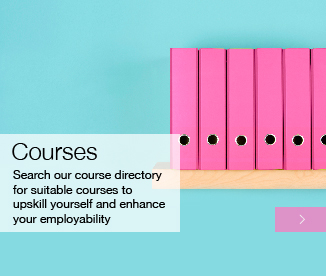 Courses
Search our course directory
for suitable courses to
upskill yourself and enhance
your employability